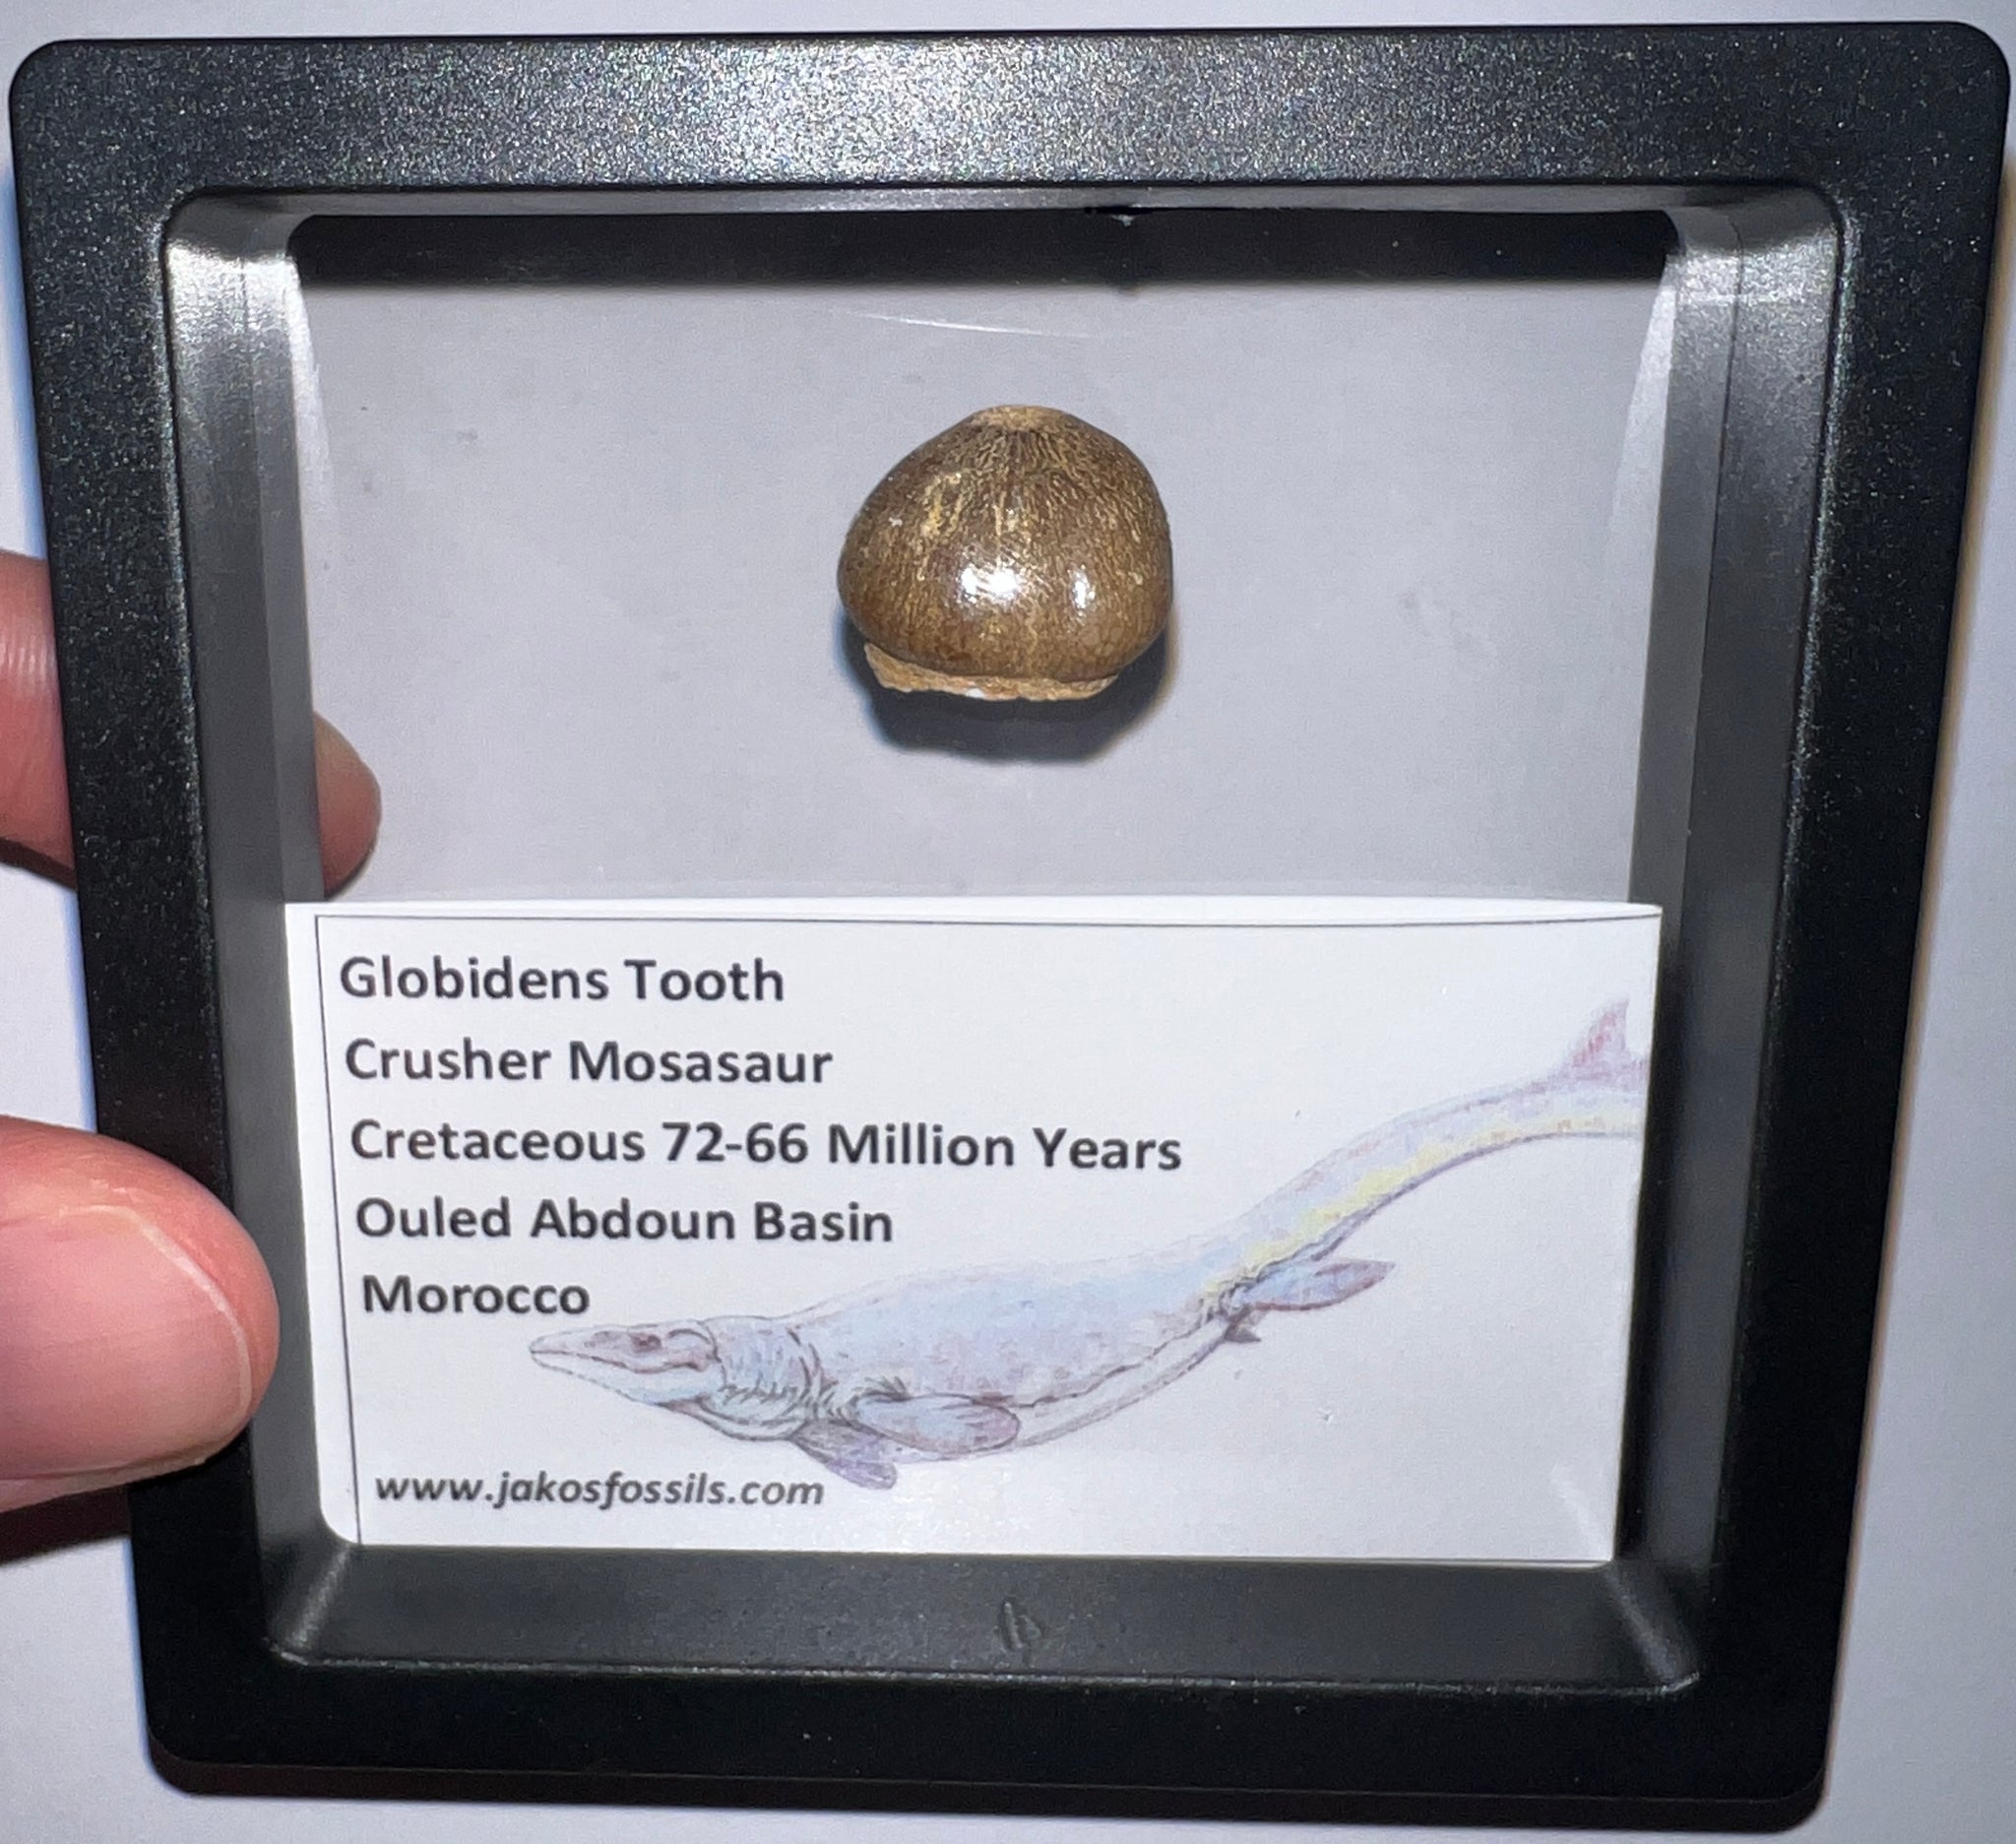 Globidens Tooth
Crusher Mosasaur
Cretaceous 72-66 Million Years
Ouled Abdoun Basin
Morocco
www.jakosfossils.com